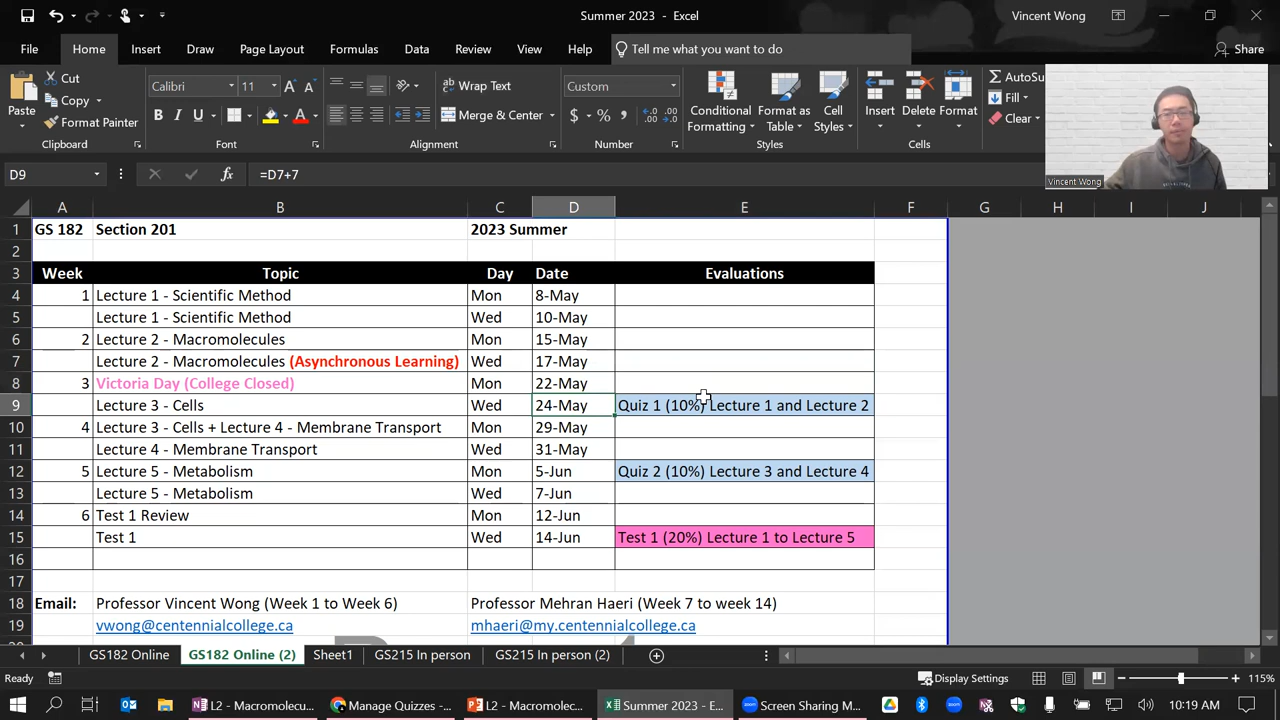 Summer 2023 - Excel
Vincent Wong
File Home Insert Draw Page Layout Formulas Data Review View Help Tell me what you want to do Share
Paste
Cut
Copy
Format Painter
Clipboard
Calibri 11
B I U
Font
Wrap Text
Merge & Center
Alignment
Custom
$ % ,
Number
Conditional Formatting
Format as Table
Cell Styles
Styles
Insert Delete Format
Cells
AutoSu
Fill
Clear
Vincent Wong
D9 fx =D7+7
A B C D E F G H I J
1 GS 182 Section 201 2023 Summer
2
3 Week Topic Day Date Evaluations
4 1 Lecture 1 - Scientific Method Mon 8-May
5 Lecture 1 - Scientific Method Wed 10-May
6 2 Lecture 2 - Macromolecules Mon 15-May
7 Lecture 2 - Macromolecules (Asynchronous Learning) Wed 17-May
8 3 Victoria Day (College Closed) Mon 22-May
9 Lecture 3 - Cells Wed 24-May Quiz 1 (10%) Lecture 1 and Lecture 2
10 4 Lecture 3 - Cells + Lecture 4 - Membrane Transport Mon 29-May
11 Lecture 4 - Membrane Transport Wed 31-May
12 5 Lecture 5 - Metabolism Mon 5-Jun Quiz 2 (10%) Lecture 3 and Lecture 4
13 Lecture 5 - Metabolism Wed 7-Jun
14 6 Test 1 Review Mon 12-Jun
15 Test 1 Wed 14-Jun Test 1 (20%) Lecture 1 to Lecture 5
16
17
18 Email: Professor Vincent Wong (Week 1 to Week 6) Professor Mehran Haeri (Week 7 to week 14)
19 vwong@centennialcollege.ca mhaeri@my.centennialcollege.ca
GS182 Online GS182 Online (2) Sheet1 GS215 In person GS215 In person (2)
Ready Display Settings 115%
L2 - Macromolecu... Manage Quizzes -... L2 - Macromolec... Summer 2023 - E... Screen Sharing M... 10:19 AM